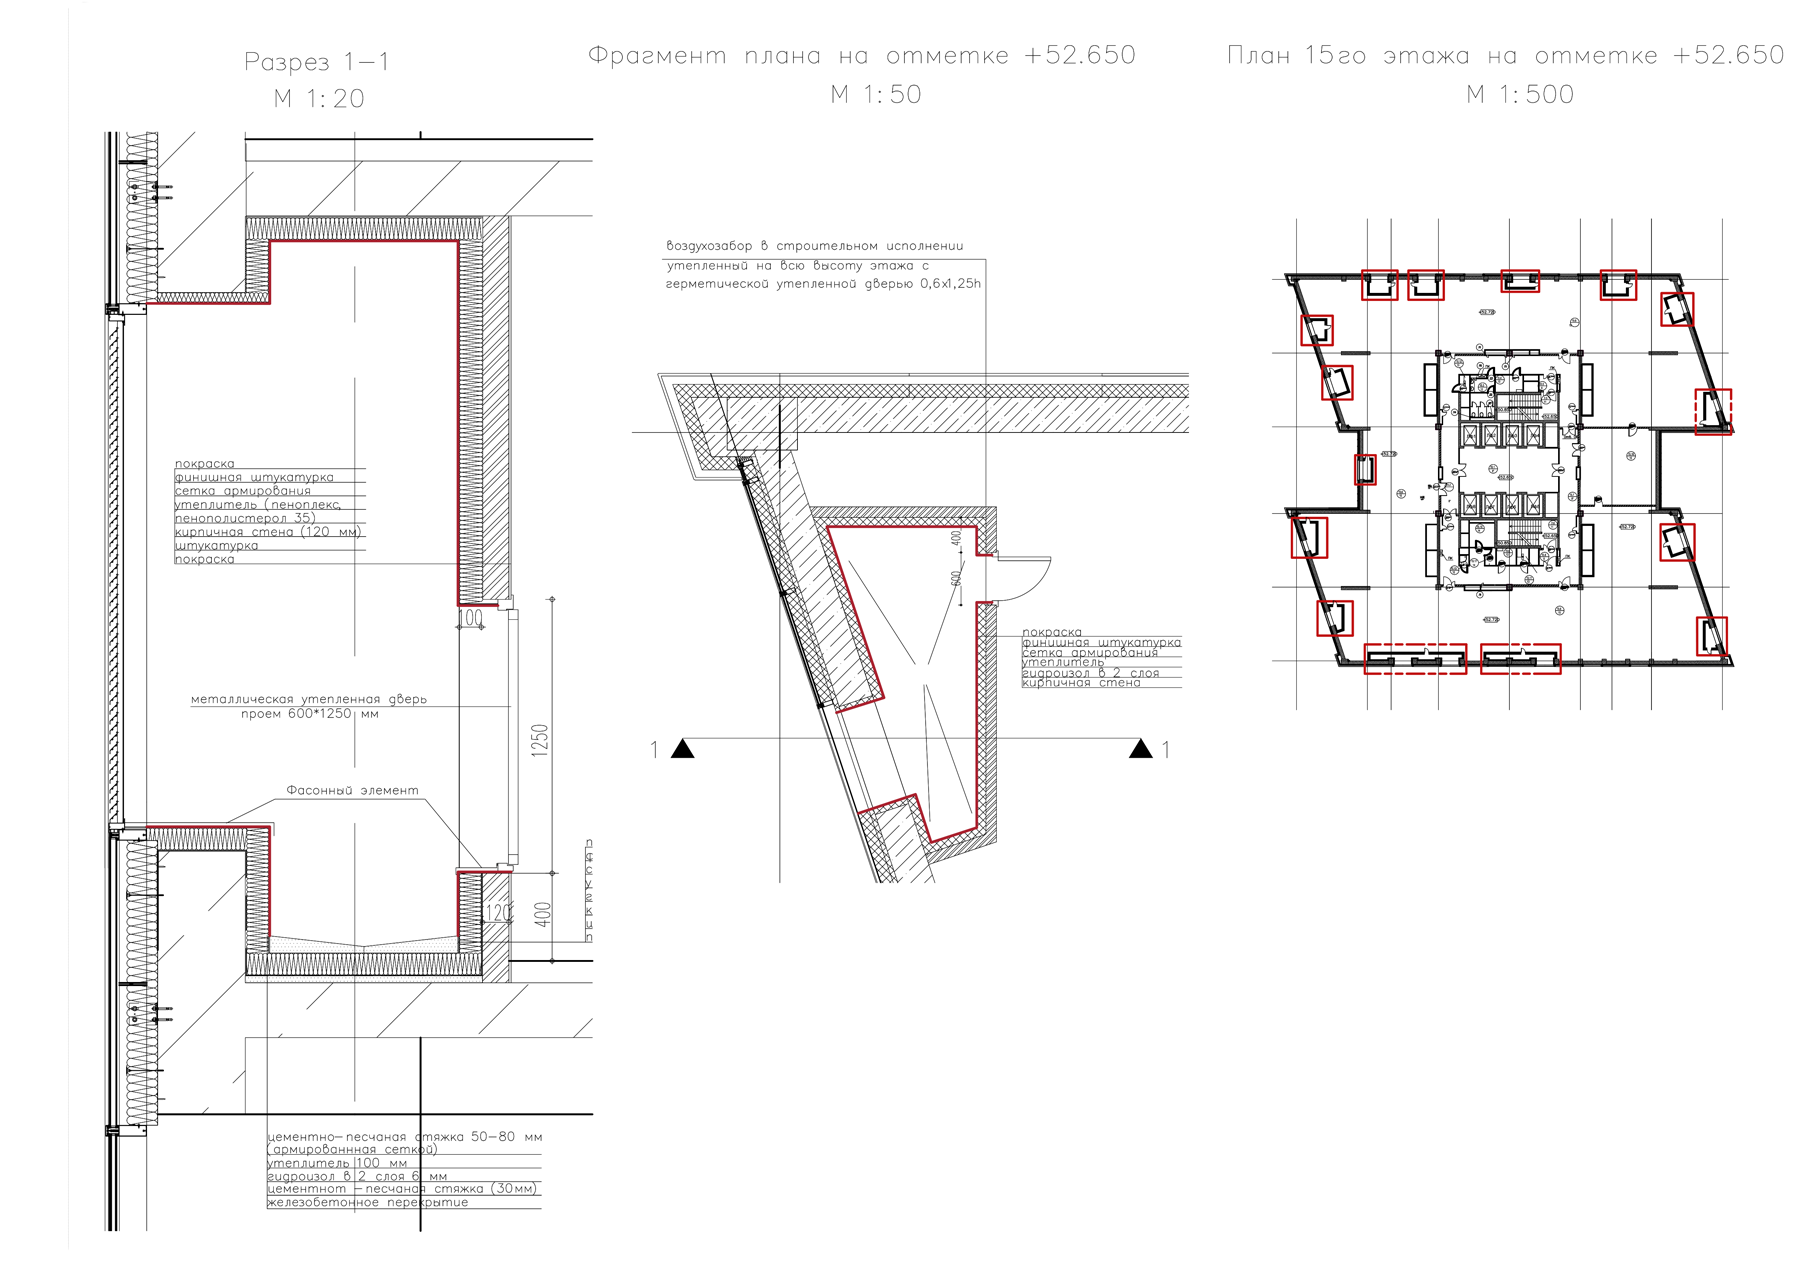 Разрез 1-1
М 1:20
покраска
финишная штукатурка
сетка армирования
утеплитель (пеноплекс,
пенополистерол 35)
кирпичная стена (120 мм)
штукатурка
покраска
100
металлическая утепленная дверь
проем 600*1250 мм
1250
Фасонный элемент
120
400
п
ф
с
у
г
к
ш
п
цементно-песчаная стяжка 50-80 мм
(армированнная сеткой)
утеплитель 100 мм
гидроизол в 2 слоя 6 мм
цементнот -песчаная стяжка (30мм)
железобетонное перекрытие
Фрагмент плана на отметке +52.650
М 1:50
воздухозабор в строительном исполнении
утепленный на всю высоту этажа с
герметической утепленной дверью 0,6х1,25h
400
600
покраска
финишная штукатурка
сетка армирования
утеплитель
гидроизол в 2 слоя
кирпичная стена
1
1
План 15го этажа на отметке +52.650
М 1:500